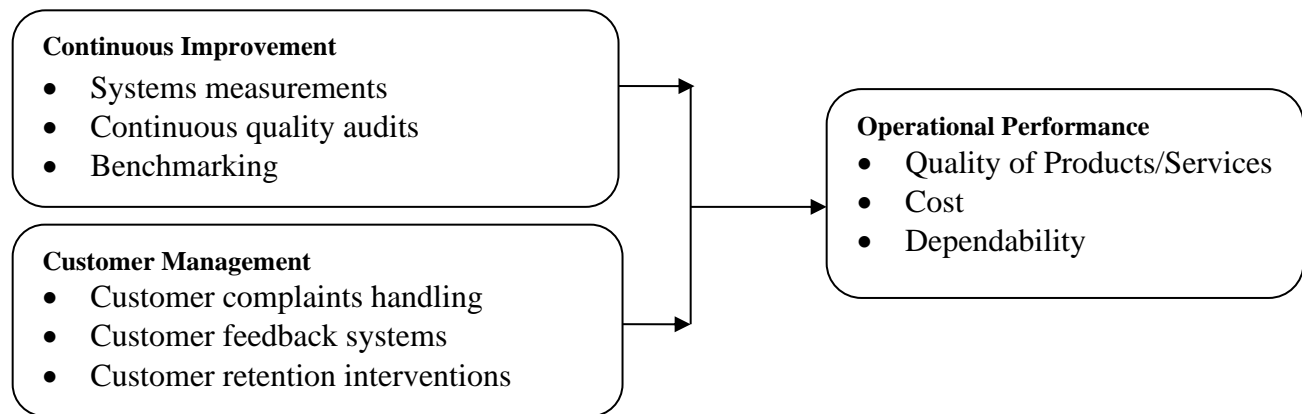 Continuous Improvement
• Systems measurements
• Continuous quality audits
• Benchmarking
Customer Management
• Customer complaints handling
• Customer feedback systems
• Customer retention interventions
Operational Performance
• Quality of Products/Services
• Cost
• Dependability